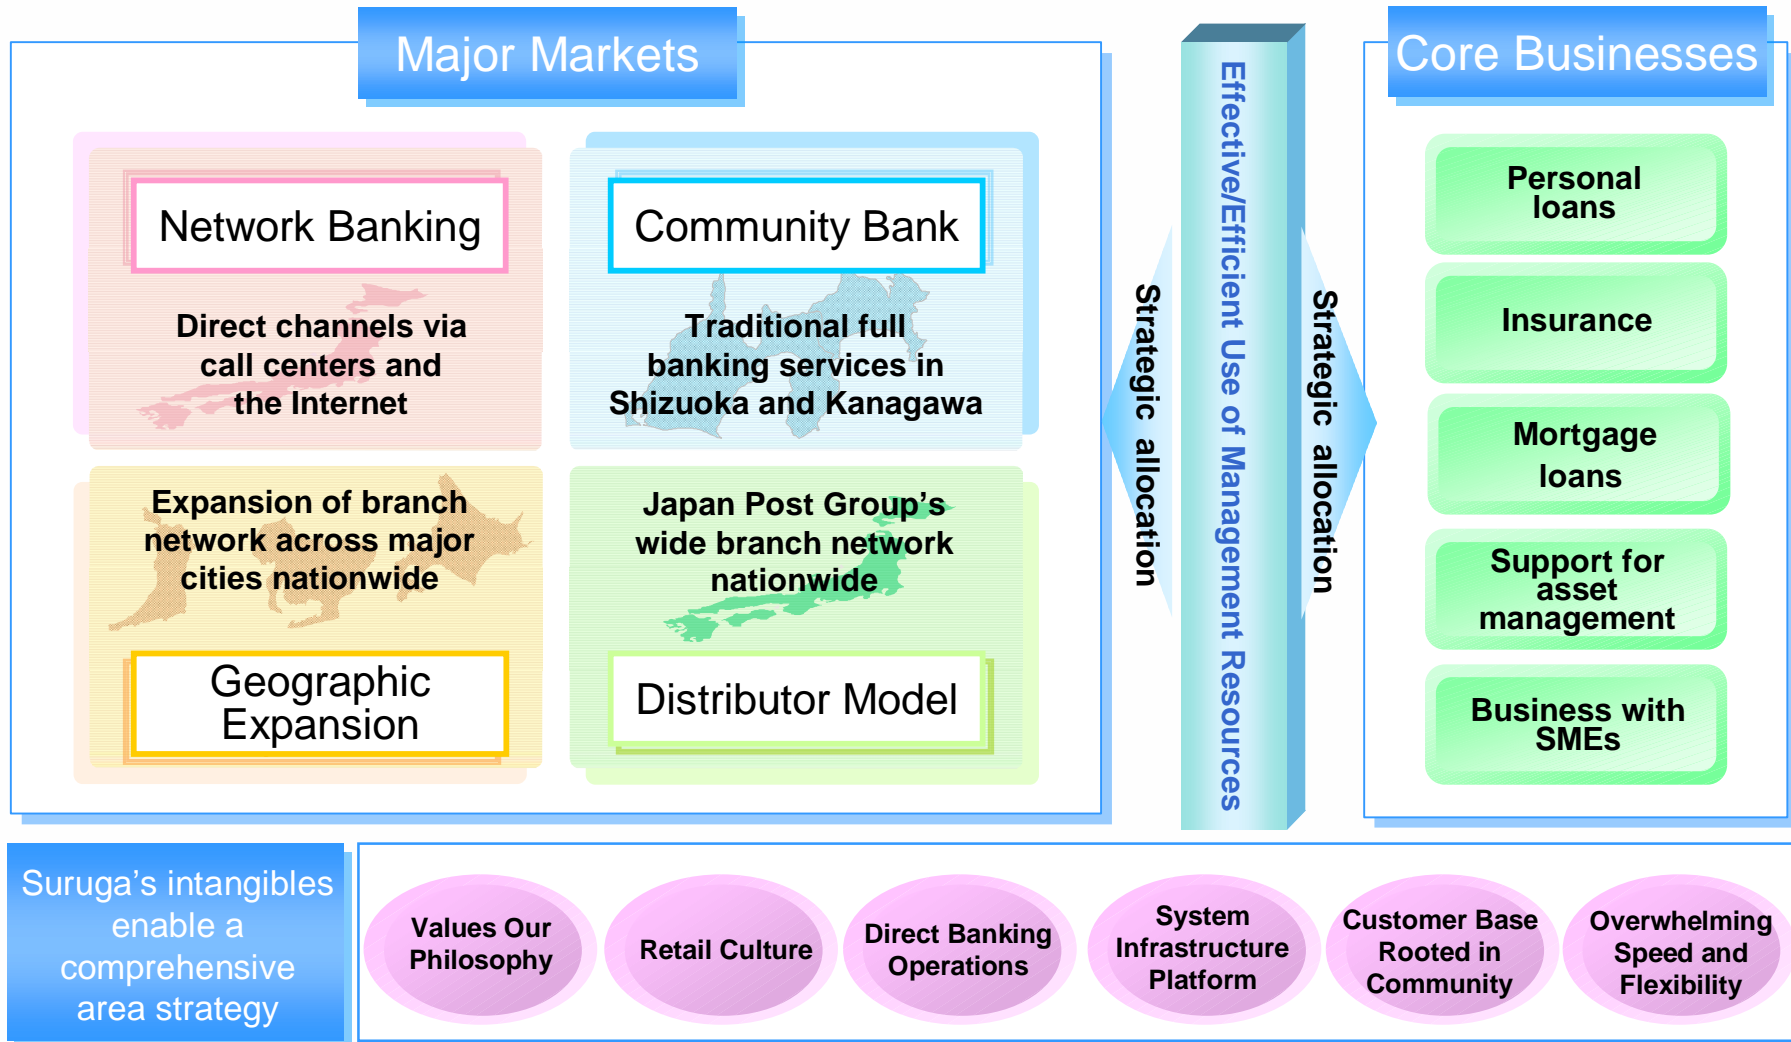 Major Markets
Network Banking
Direct channels via
call centers and
the Internet
Community Bank
Traditional full
banking services in
Shizuoka and Kanagawa
Expansion of branch
network across major
cities nationwide
Geographic
Expansion
Japan Post Group’s
wide branch network
nationwide
Distributor Model
Strategic allocation
Effective/Efficient Use of Management Resources
Strategic allocation
Core Businesses
Personal
loans
Insurance
Mortgage
loans
Support for
asset
management
Business with
SMEs
Suruga’s intangibles
enable a
comprehensive
area strategy
Values Our
Philosophy
Retail Culture
Direct Banking
Operations
System
Infrastructure
Platform
Customer Base
Rooted in
Community
Overwhelming
Speed and
Flexibility